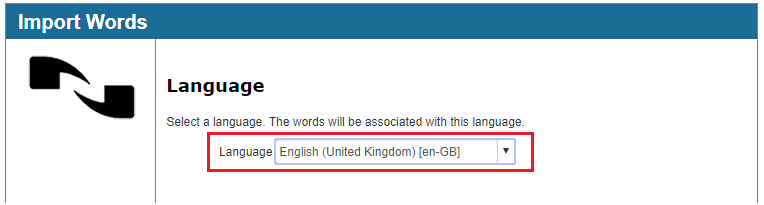 Import Words
Language
Select a language. The words will be associated with this language.
Language English (United Kingdom) [en-GB]